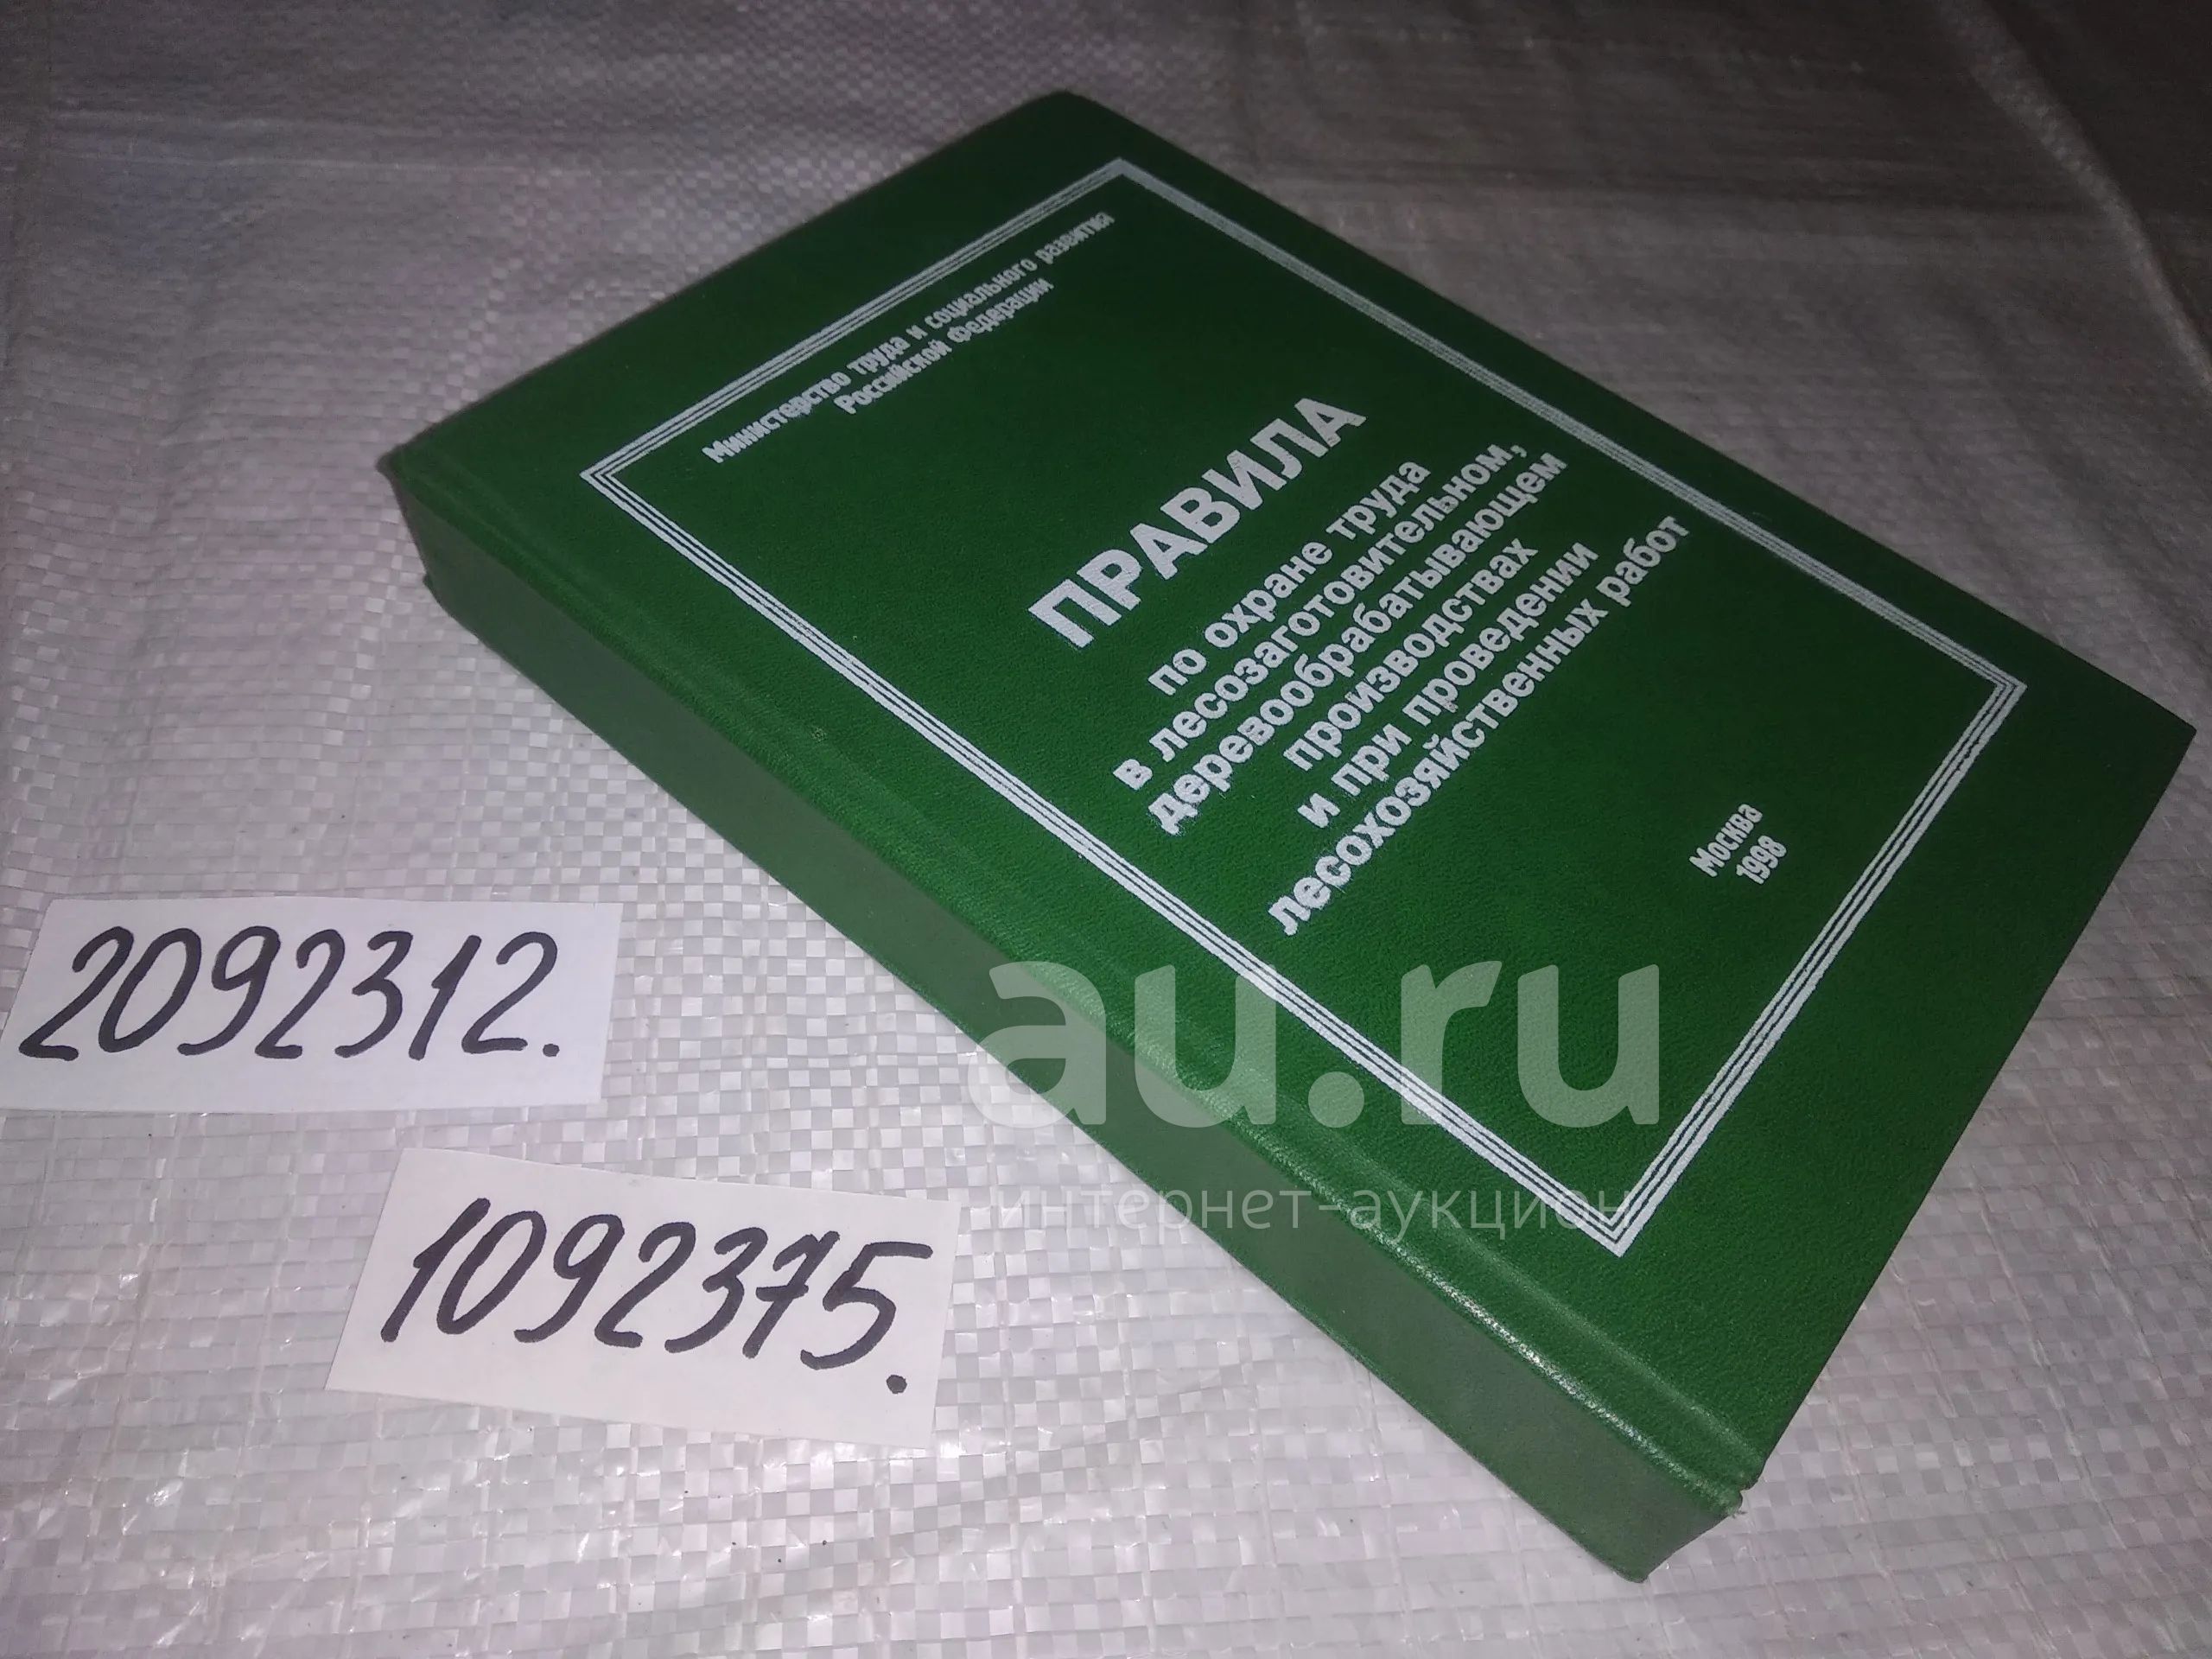 Министерство труда и социального развития
Российской Федерации
ПРАВИЛА
по охране труда
в лесозаготовительном,
деревообрабатывающем
производствах
и при проведении
лесохозяйственных работ
Москва
1998
2092312.
1092375.
au.ru
интернет-аукцион